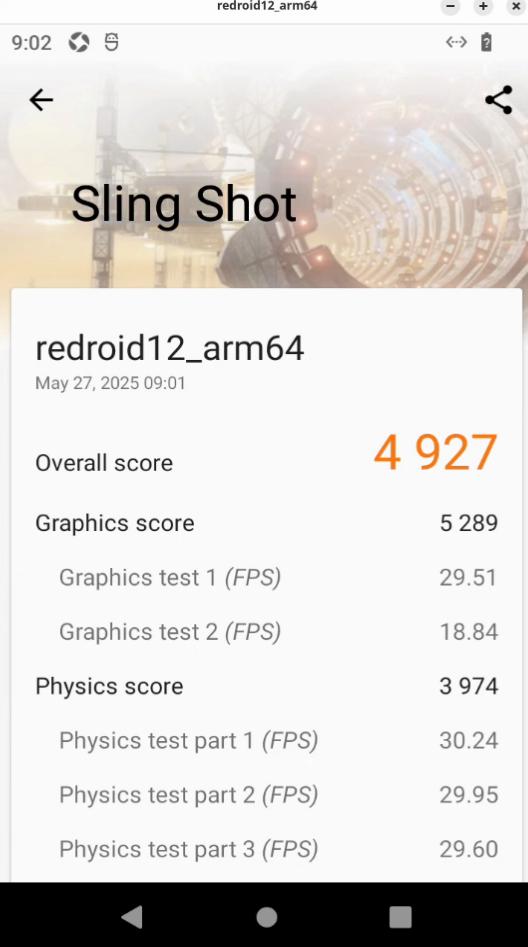 redroid12_arm64
9:02
Sling Shot
redroid12_arm64
May 27, 2025 09:01
Overall score 4 927
Graphics score 5 289
Graphics test 1 (FPS) 29.51
Graphics test 2 (FPS) 18.84
Physics score 3 974
Physics test part 1 (FPS) 30.24
Physics test part 2 (FPS) 29.95
Physics test part 3 (FPS) 29.60